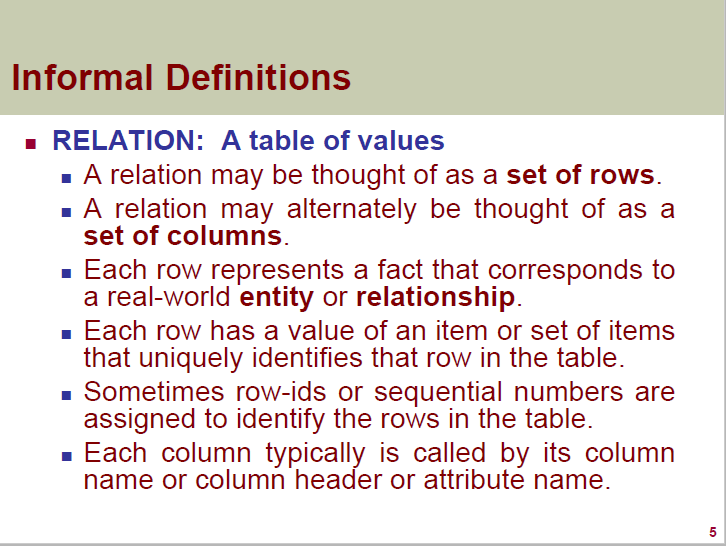 Informal Definitions
RELATION: A table of values
A relation may be thought of as a set of rows.
A relation may alternately be thought of as a
set of columns.
Each row represents a fact that corresponds to
a real-world entity or relationship.
Each row has a value of an item or set of items
that uniquely identifies that row in the table.
Sometimes row-ids or sequential numbers are
assigned to identify the rows in the table.
Each column typically is called by its column
name or column header or attribute name.
5